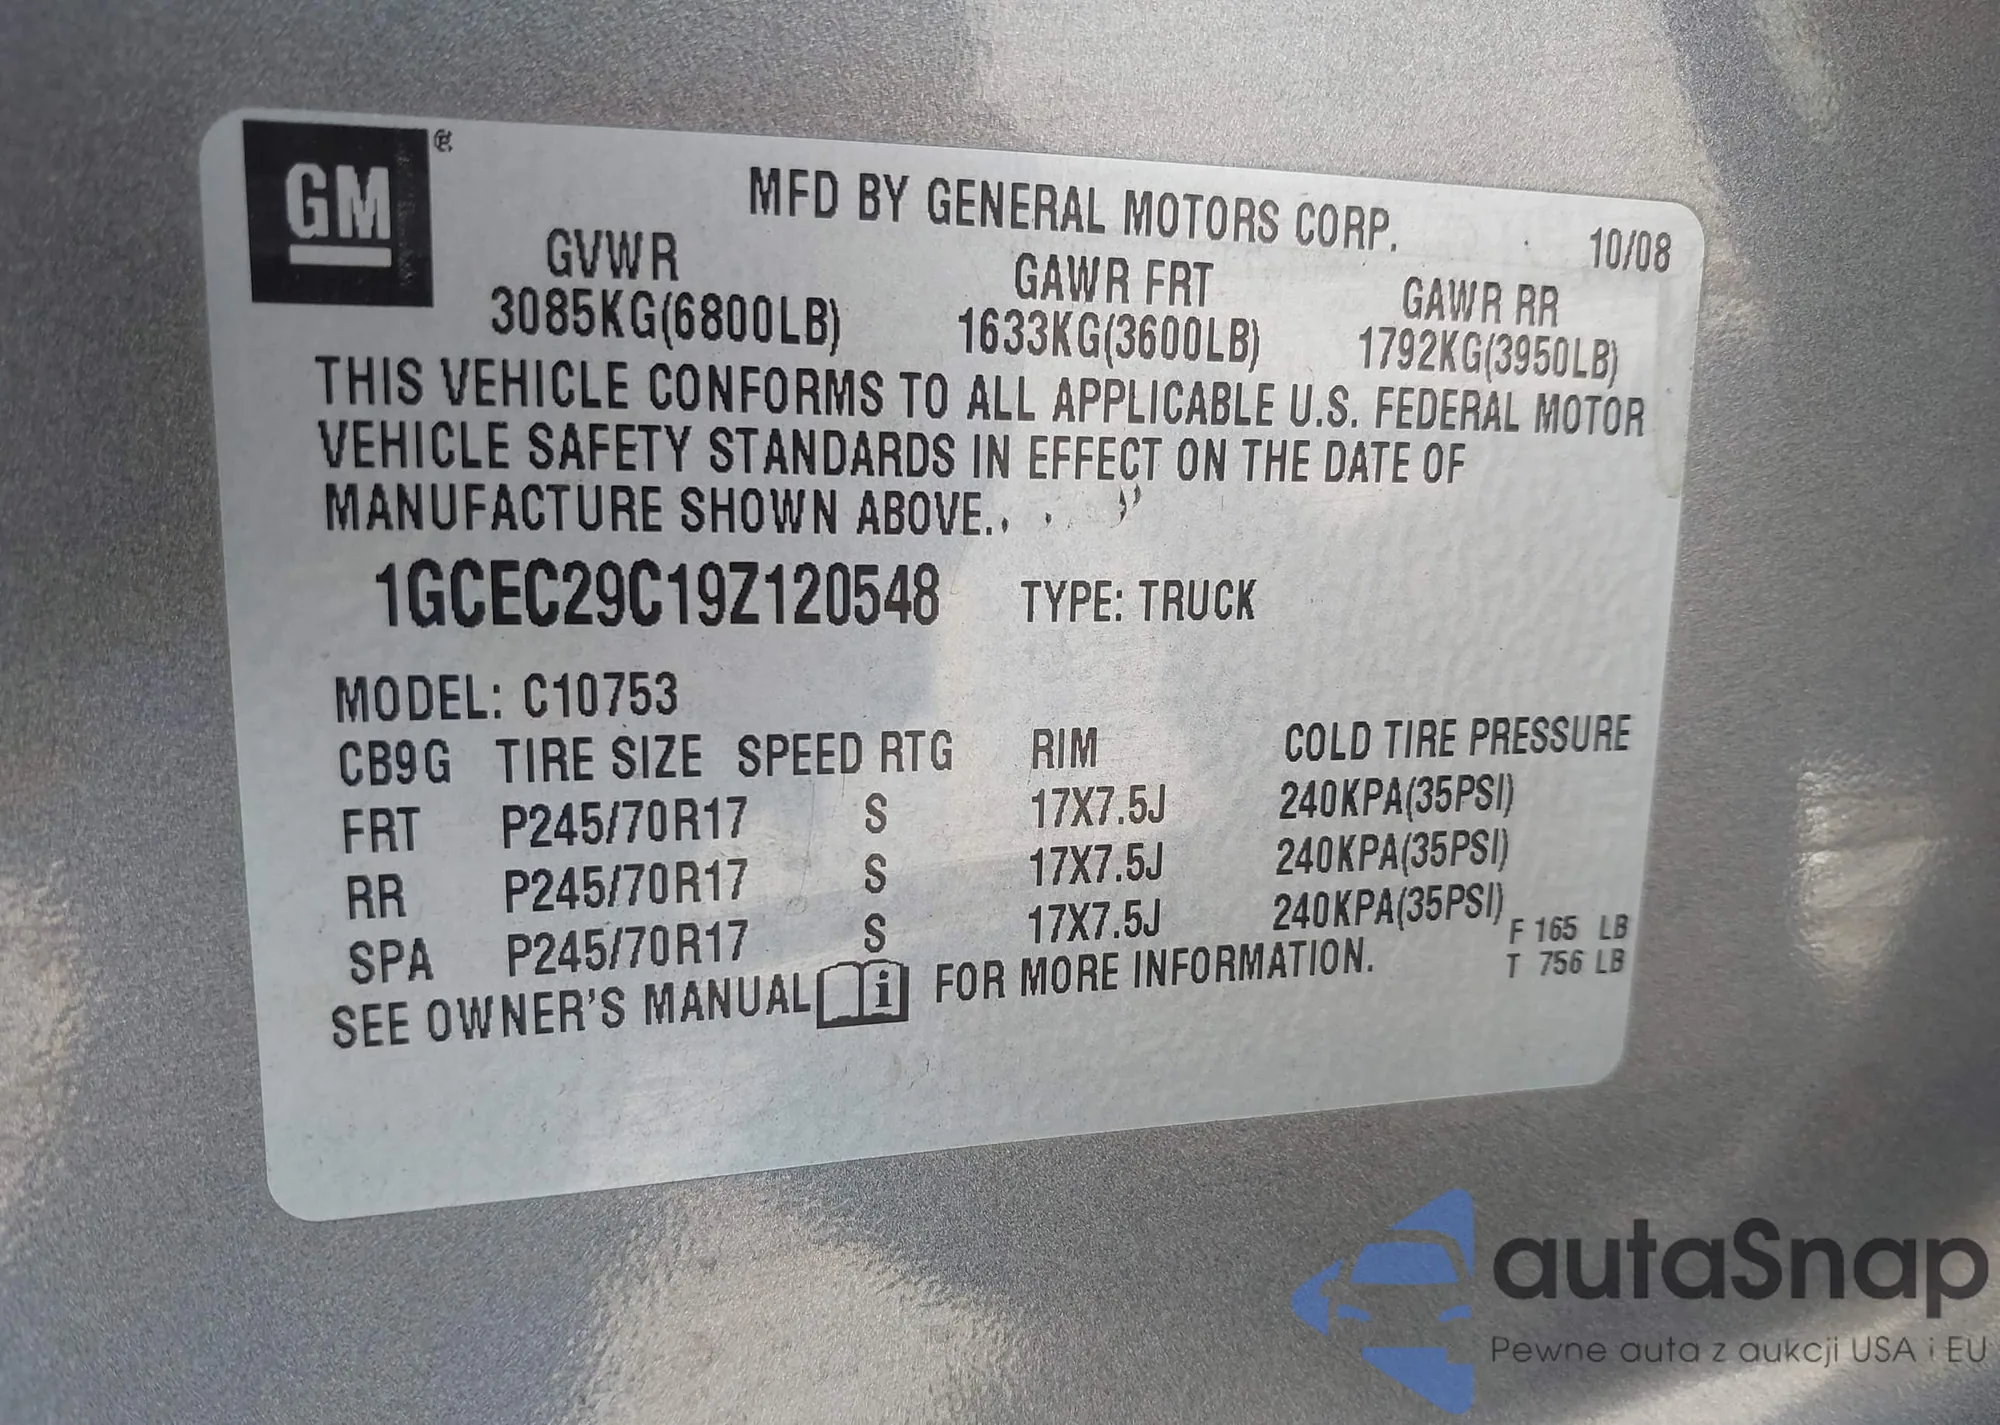 GM
MFD BY GENERAL MOTORS CORP. 10/08
GVWR GAWR FRT GAWR RR
3085KG(6800LB) 1633KG(3600LB) 1792KG(3950LB)
THIS VEHICLE CONFORMS TO ALL APPLICABLE U.S. FEDERAL MOTOR
VEHICLE SAFETY STANDARDS IN EFFECT ON THE DATE OF
MANUFACTURE SHOWN ABOVE.
1GCEC29C19Z120548 TYPE: TRUCK
MODEL: C10753
CB9G TIRE SIZE SPEED RTG RIM COLD TIRE PRESSURE
FRT P245/70R17 S 17X7.5J 240KPA(35PSI)
RR P245/70R17 S 17X7.5J 240KPA(35PSI)
SPA P245/70R17 S 17X7.5J 240KPA(35PSI)
F 165 LB
T 756 LB
SEE OWNER'S MANUAL i FOR MORE INFORMATION.
autaSnap
Pewne auta z aukcji USA i EU